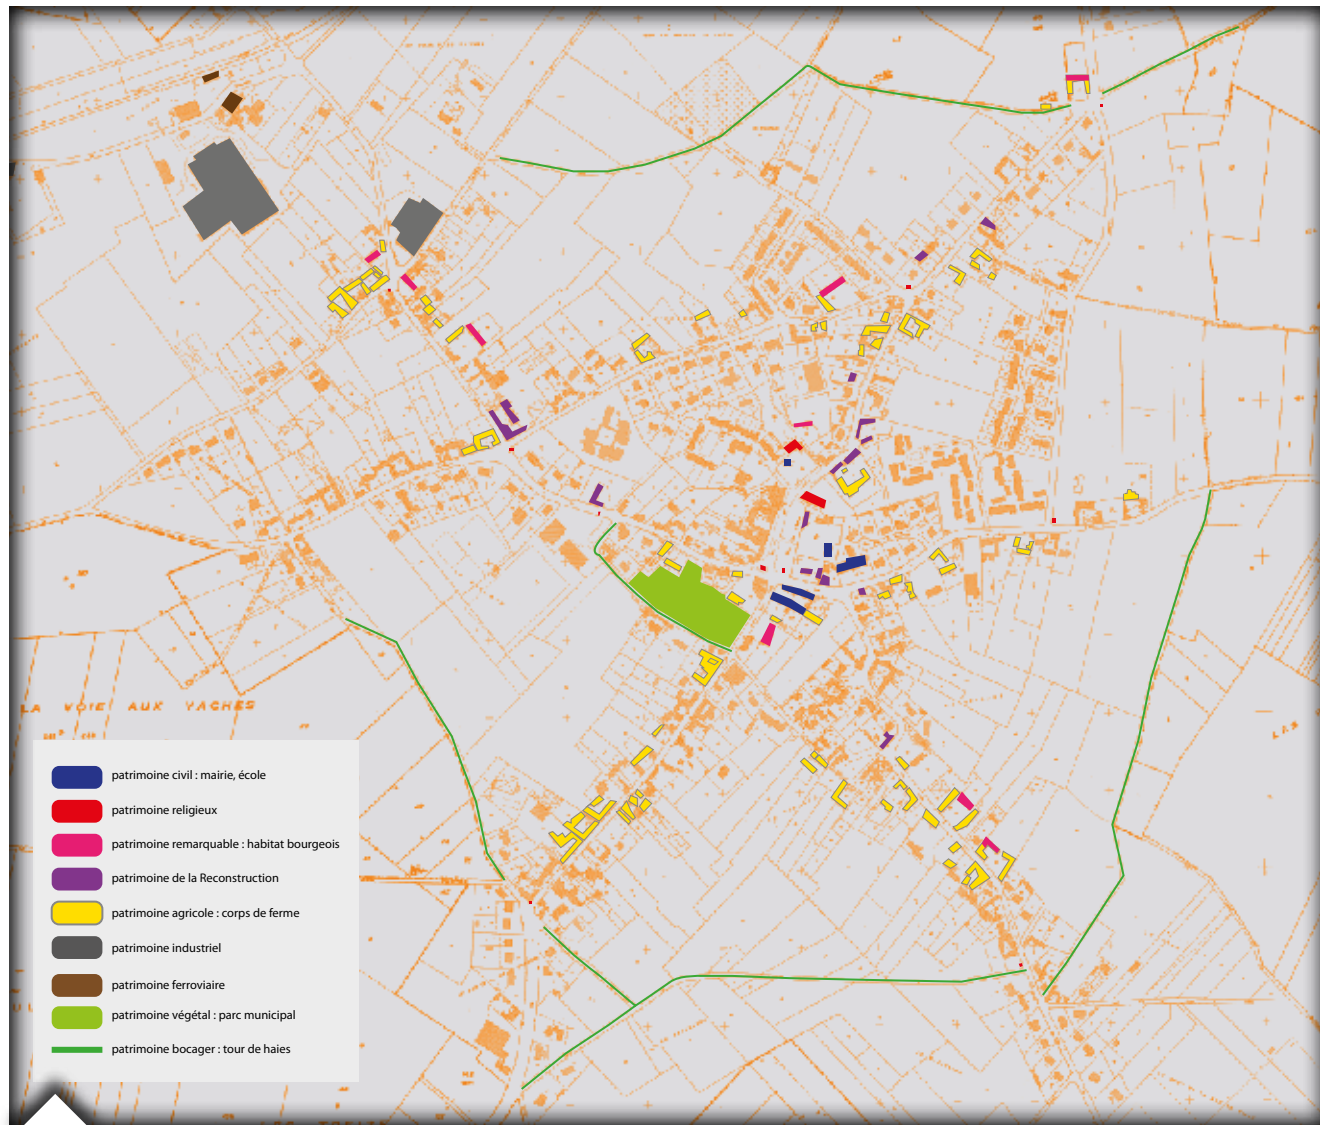 LA VOIE AUX VACHES
patrimoine civil : mairie, école
patrimoine religieux
patrimoine remarquable : habitat bourgeois
patrimoine de la Reconstruction
patrimoine agricole : corps de ferme
patrimoine industriel
patrimoine ferroviaire
patrimoine végétal : parc municipal
patrimoine bocager : tour de haies